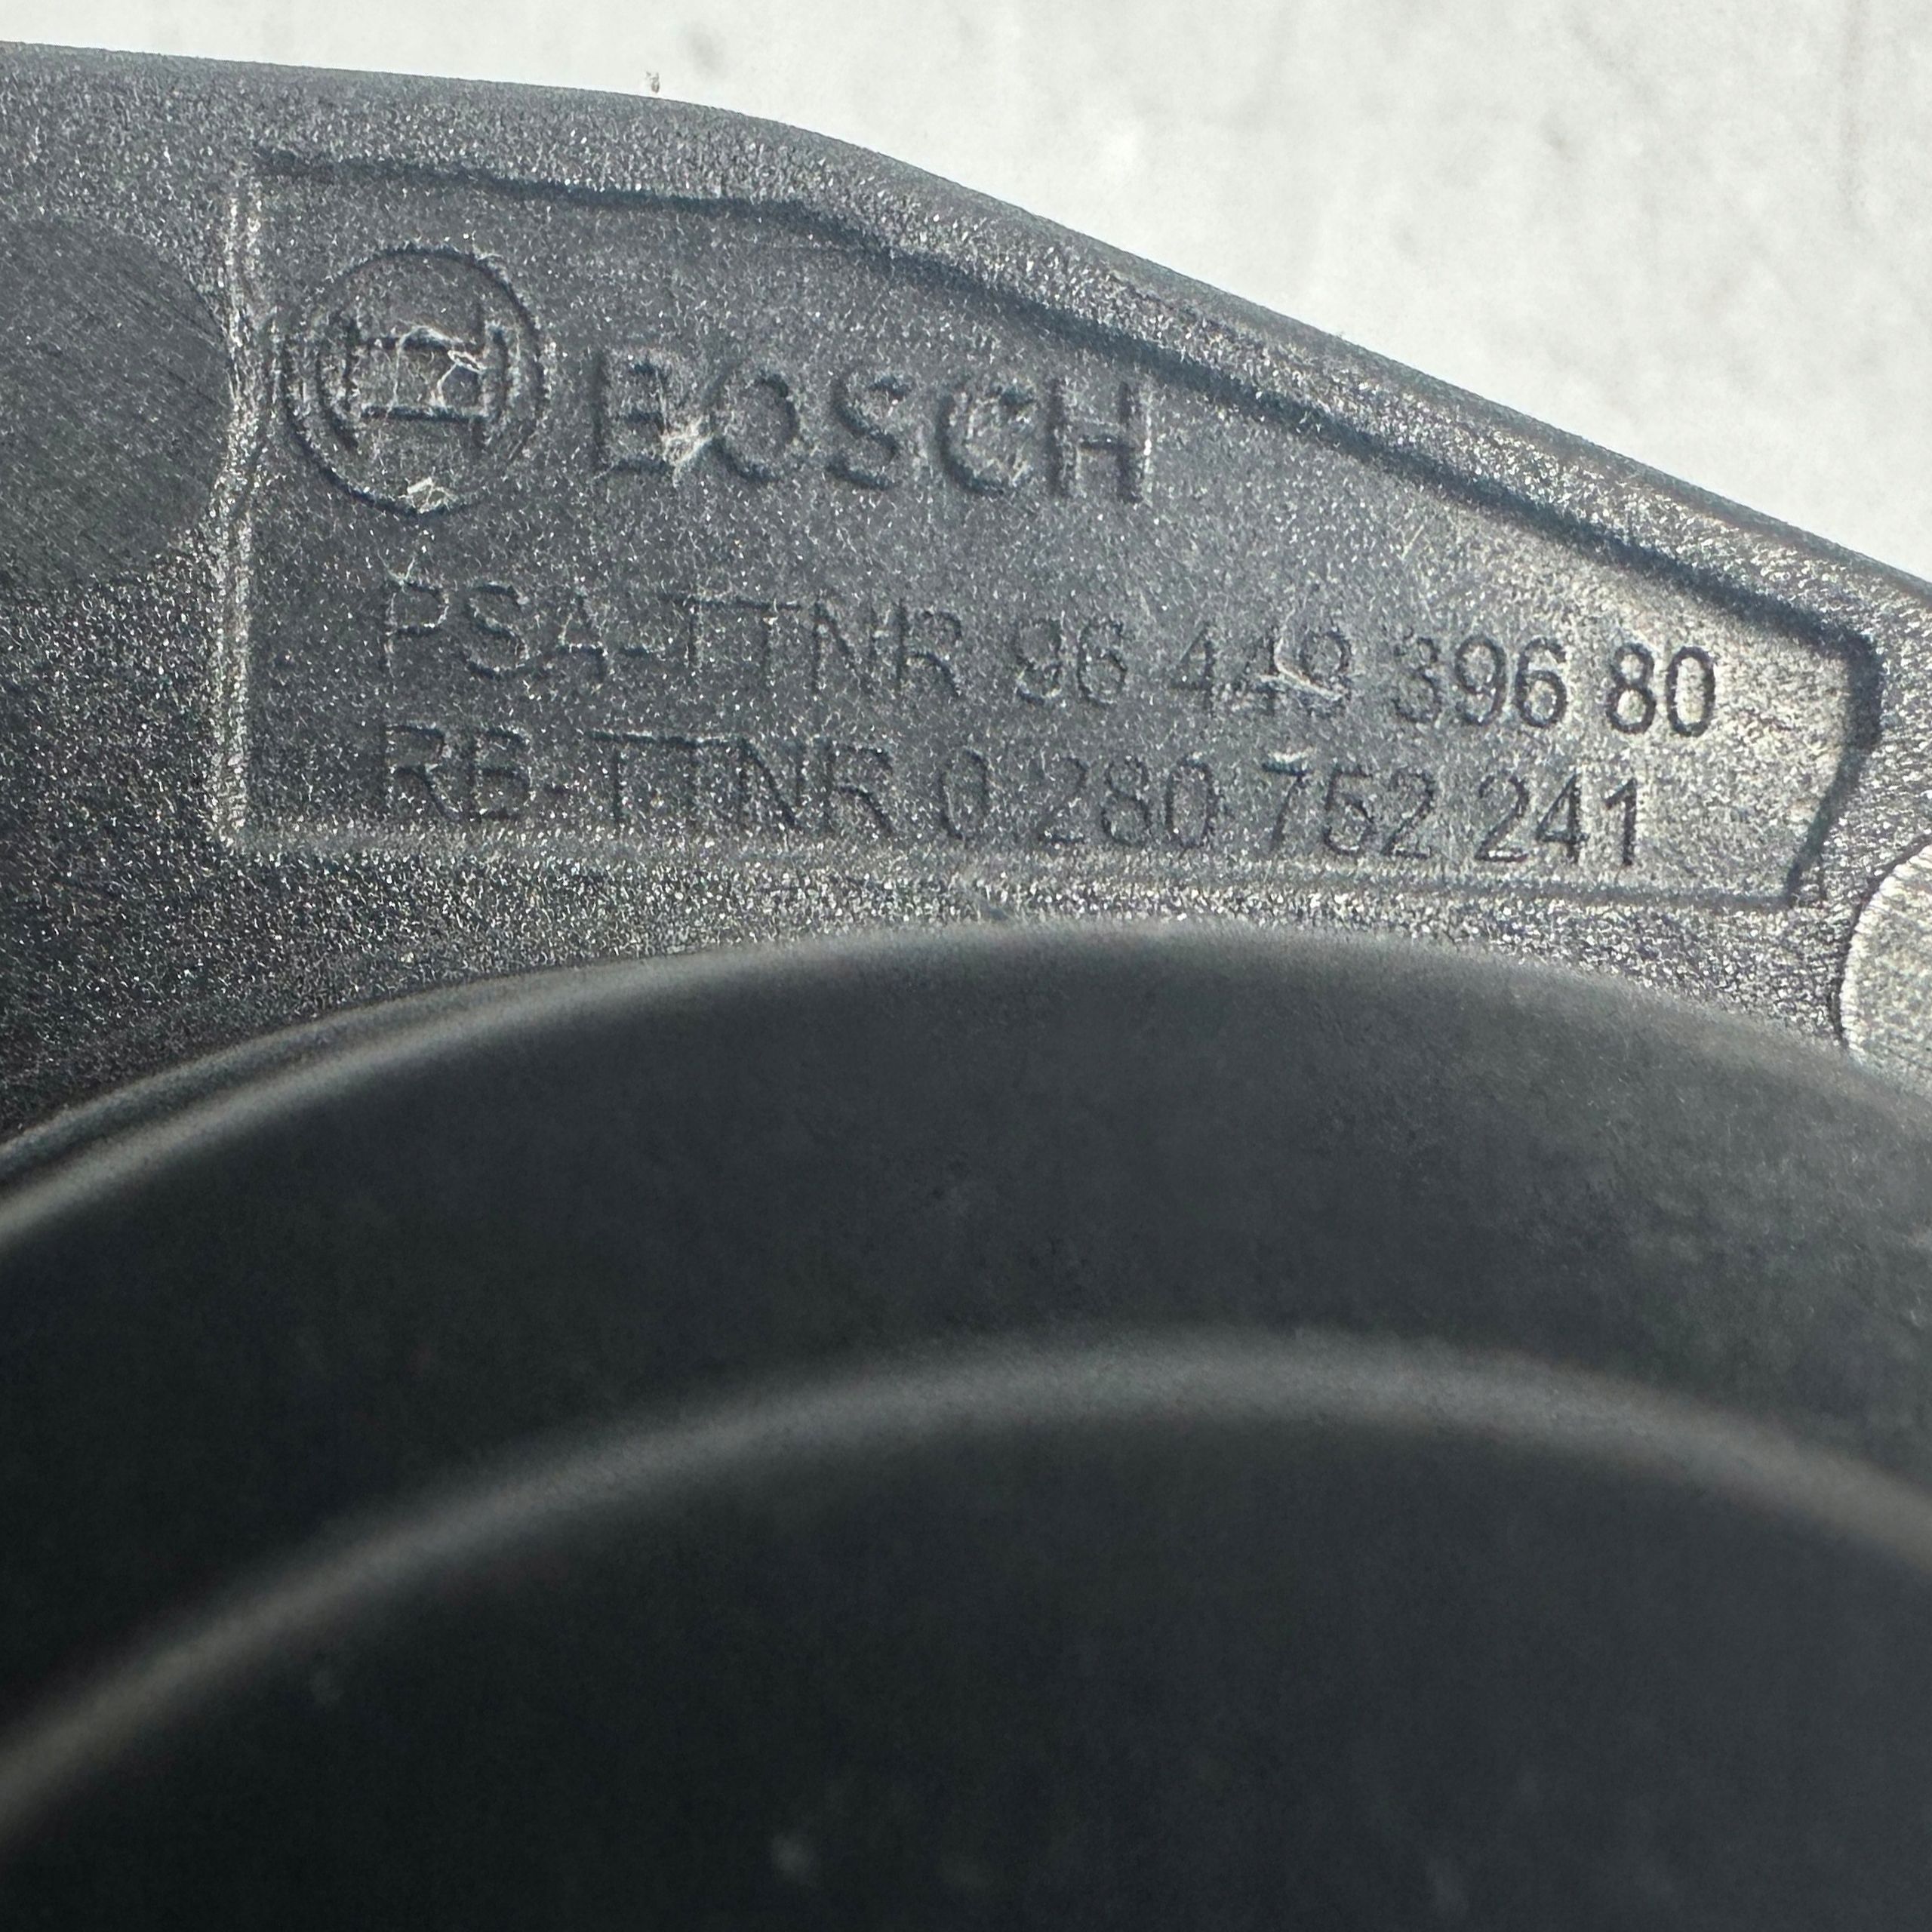 BOSCH
PSA-TTNR 96 449 396 80
RB-TTNR 0 280 752 241